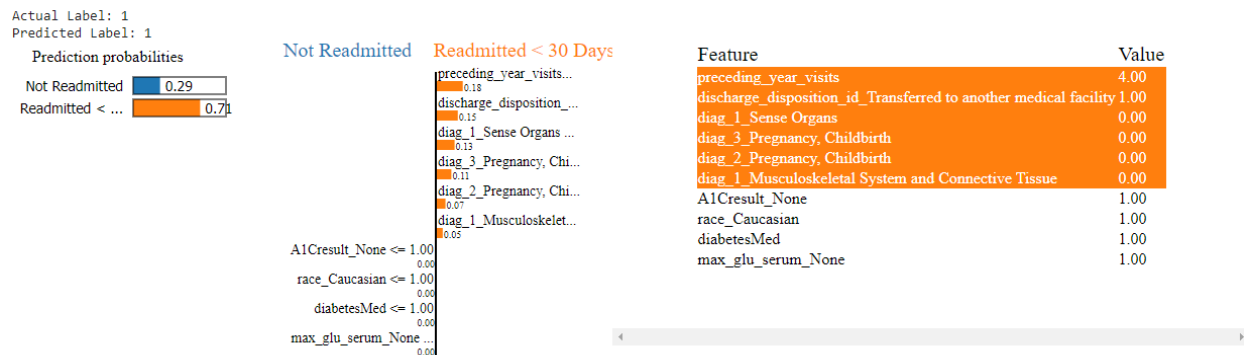 Actual Label: 1
Predicted Label: 1
Prediction probabilities
Not Readmitted 0.29
Readmitted < ... 0.71
Not Readmitted Readmitted < 30 Days
preceding_year_visits...
0.18
discharge_disposition_...
0.15
diag_1_Sense Organs ...
0.13
diag_3_Pregnancy, Chi...
0.11
diag_2_Pregnancy, Chi...
0.07
diag_1_Musculoskelet...
0.05
A1Cresult_None <= 1.00
0.00
race_Caucasian <= 1.00
0.00
diabetesMed <= 1.00
0.00
max_glu_serum_None ...
0.00
Feature Value
preceding_year_visits 4.00
discharge_disposition_id_Transferred to another medical facility 1.00
diag_1_Sense Organs 0.00
diag_3_Pregnancy, Childbirth 0.00
diag_2_Pregnancy, Childbirth 0.00
diag_1_Musculoskeletal System and Connective Tissue 0.00
A1Cresult_None 1.00
race_Caucasian 1.00
diabetesMed 1.00
max_glu_serum_None 1.00